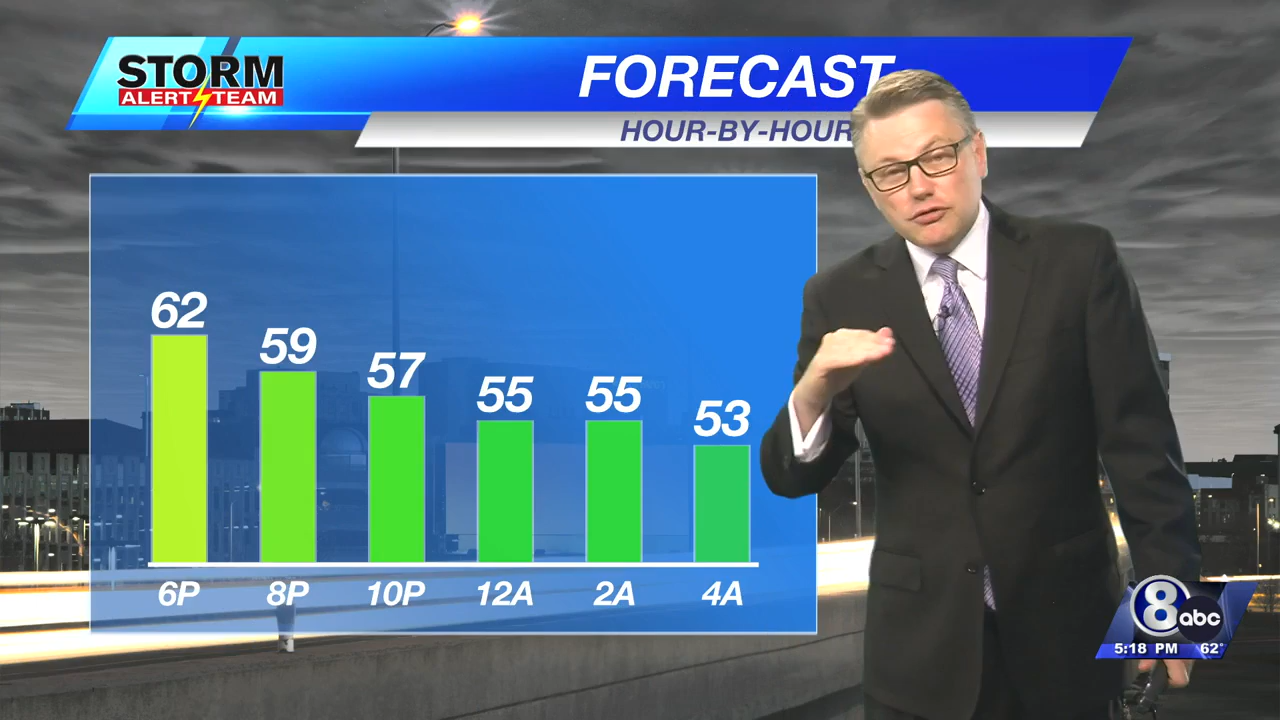 STORM
ALERT TEAM
FORECAST
HOUR-BY-HOUR
62 59 57 55 55 53
6P 8P 10P 12A 2A 4A
8 abc
5:18 PM 62°